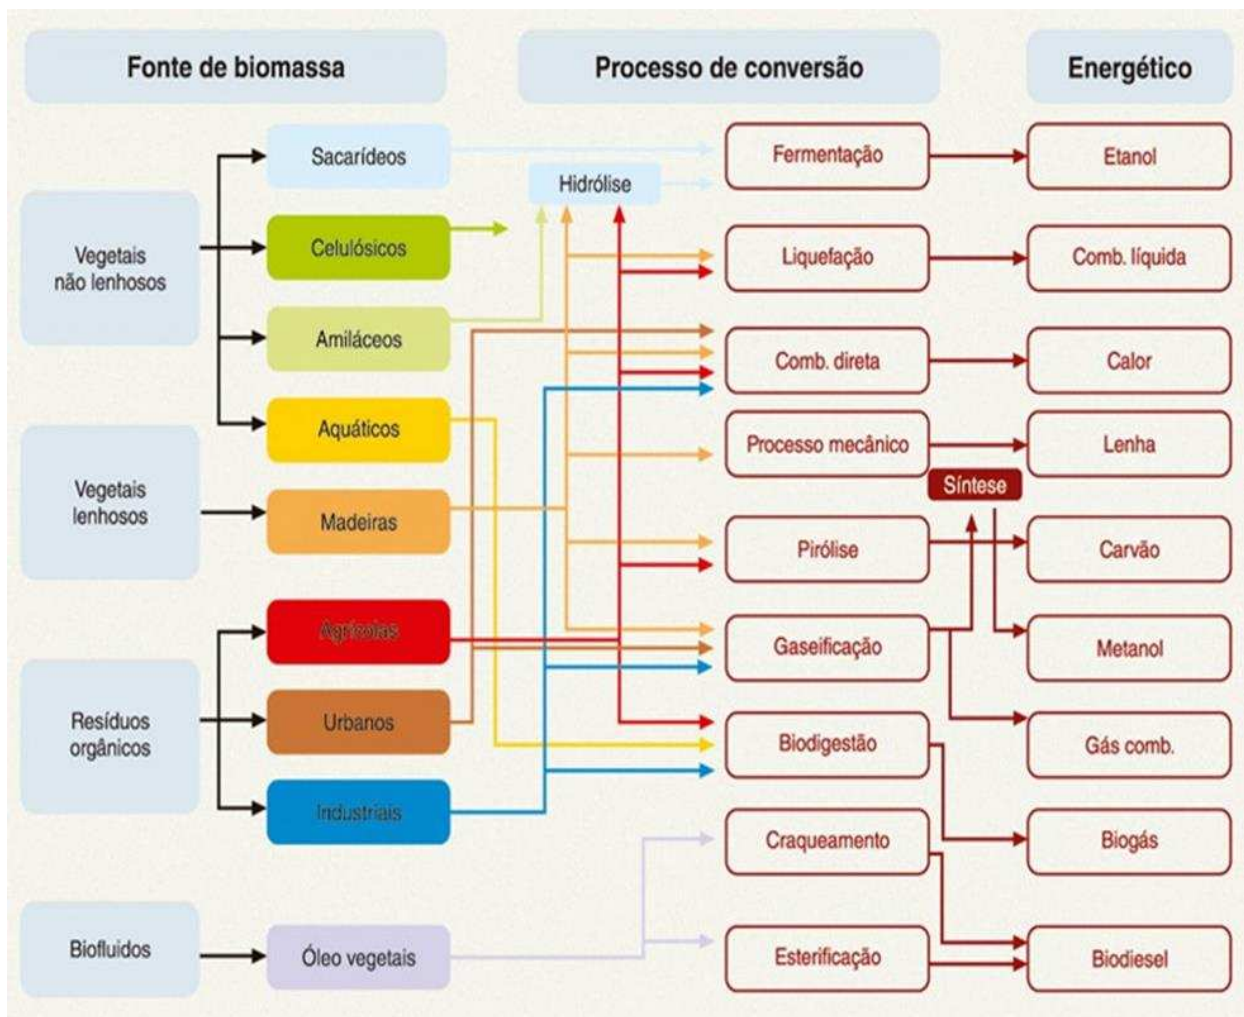 Fonte de biomassa
Processo de conversão
Energético
Vegetais
não lenhosos
Vegetais
lenhosos
Resíduos
orgânicos
Biofluidos
Sacarídeos
Celulósicos
Amiláceos
Aquáticos
Madeiras
Agrícolas
Urbanos
Industriais
Óleo vegetais
Hidrólise
Fermentação
Liquefação
Comb. direta
Processo mecânico
Pirólise
Gaseificação
Biodigestão
Craqueamento
Esterificação
Síntese
Etanol
Comb. líquida
Calor
Lenha
Carvão
Metanol
Gás comb.
Biogás
Biodiesel